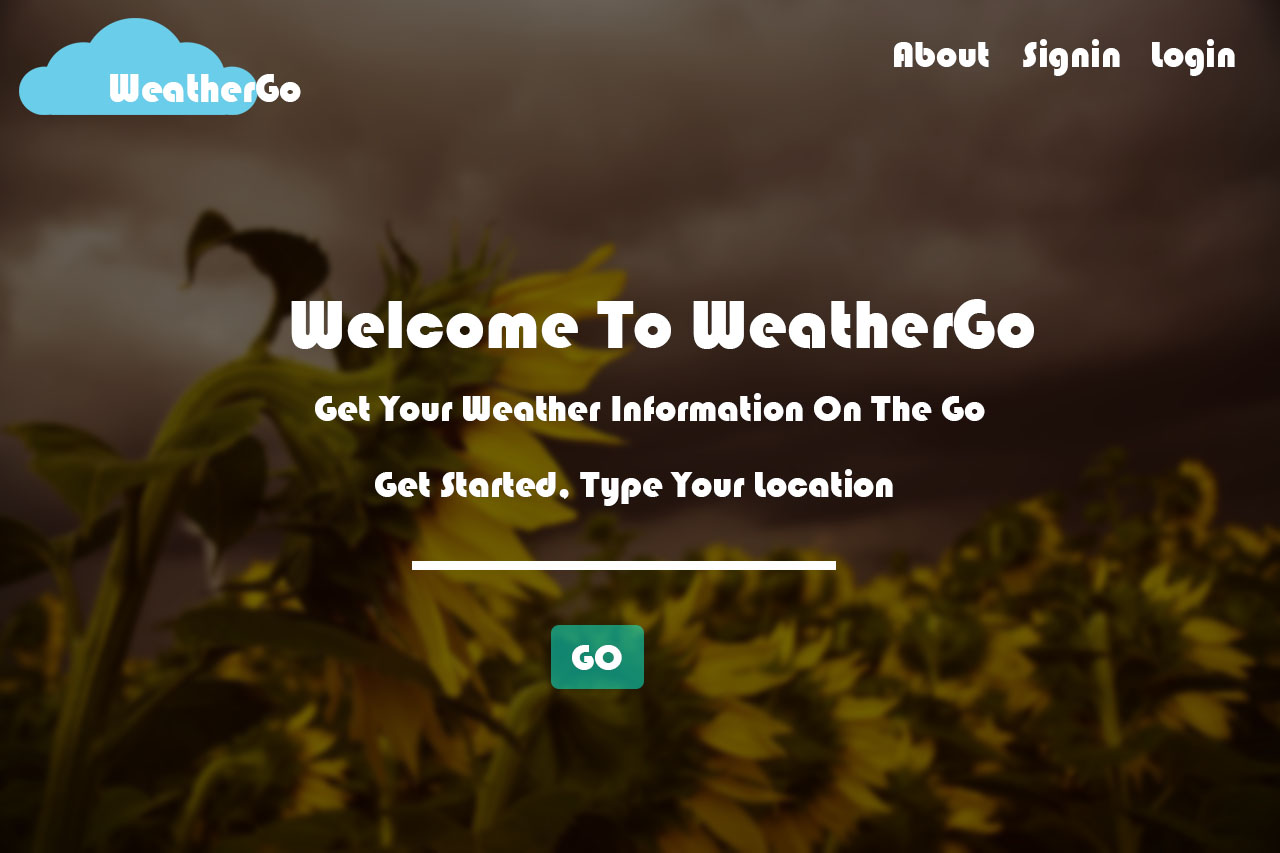 WeatherGo
About Signin Login
Welcome To WeatherGo
Get Your Weather Information On The Go
Get Started, Type Your Location
GO